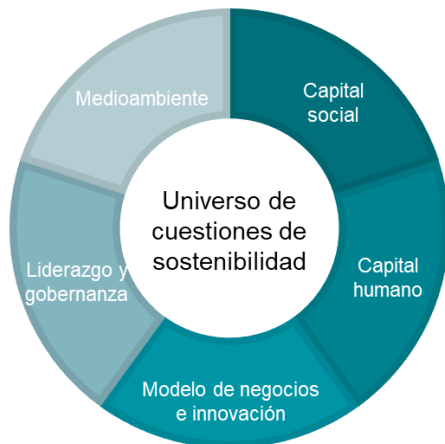 Medioambiente
Capital
social
Universo de
cuestiones de
sostenibilidad
Liderazgo y
gobernanza
Capital
humano
Modelo de negocios
e innovación